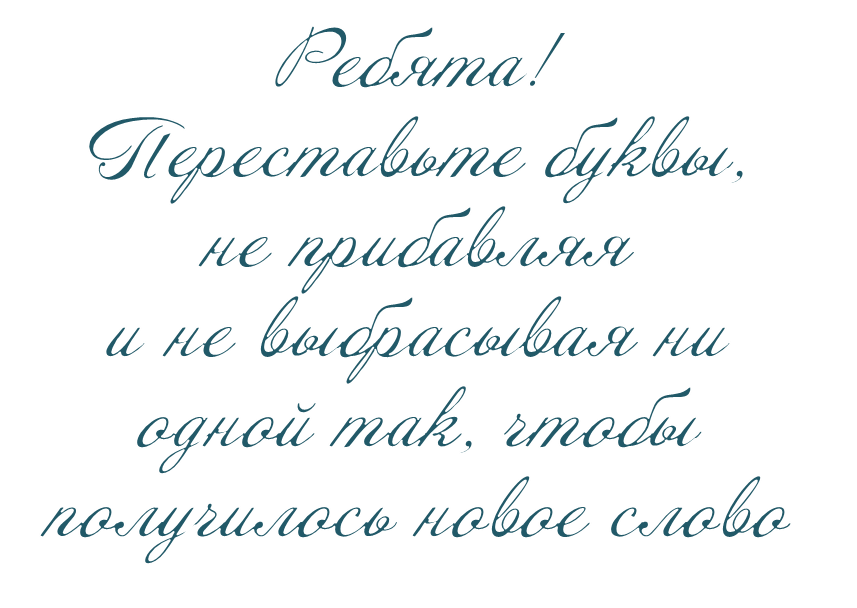 Ребята!
Переставьте буквы,
не прибавляя
и не выбрасывая ни
одной так, чтобы
получилось новое слово